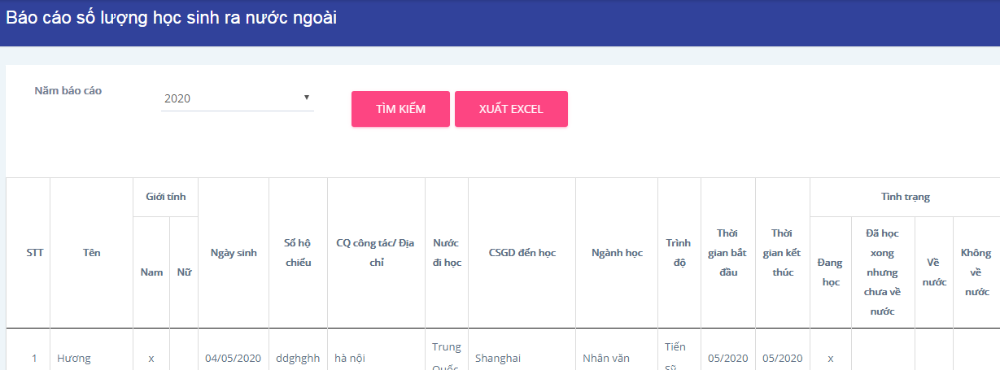 Báo cáo số lượng học sinh ra nước ngoài
Năm báo cáo
2020
TÌM KIẾM
XUẤT EXCEL
STT
Tên
Giới tính
Nam
Nữ
Ngày sinh
Số hộ
chiếu
CQ công tác/ Địa
chỉ
Nước
đi học
CSGD đến học
Ngành học
Trình
độ
Thời
gian bắt
đầu
Thời
gian kết
thúc
Tình trạng
Đang
học
Đã học
xong
nhưng
chưa về
nước
Về
nước
Không
về
nước
1
Hương
x
04/05/2020
ddghghh
hà nội
Trung
Quốc
Shanghai
Nhân văn
Tiến
Sỹ
05/2020
05/2020
x